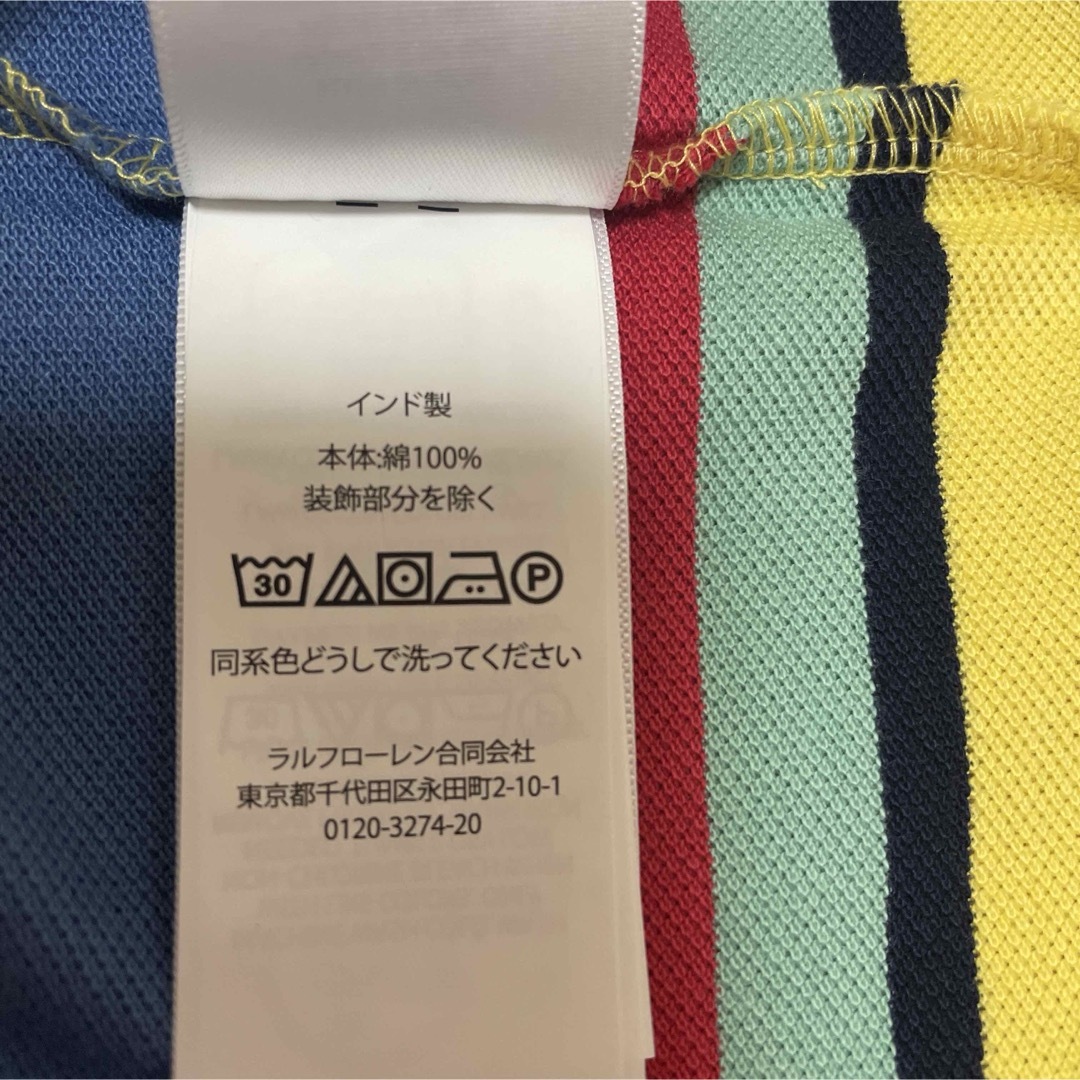 インド製
本体:綿100%
装飾部分を除く
30 P
同系色どうしで洗ってください
ラルフローレン合同会社
東京都千代田区永田町2-10-1
0120-3274-20